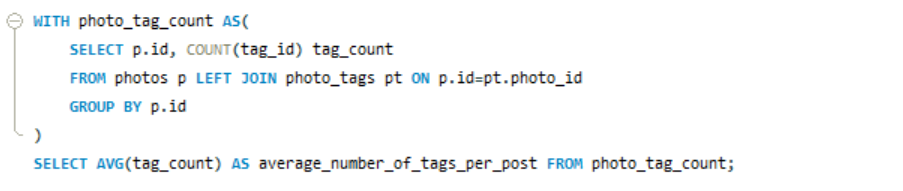 WITH photo_tag_count AS(
SELECT p.id, COUNT(tag_id) tag_count
FROM photos p LEFT JOIN photo_tags pt ON p.id=pt.photo_id
GROUP BY p.id
)
SELECT AVG(tag_count) AS average_number_of_tags_per_post FROM photo_tag_count;